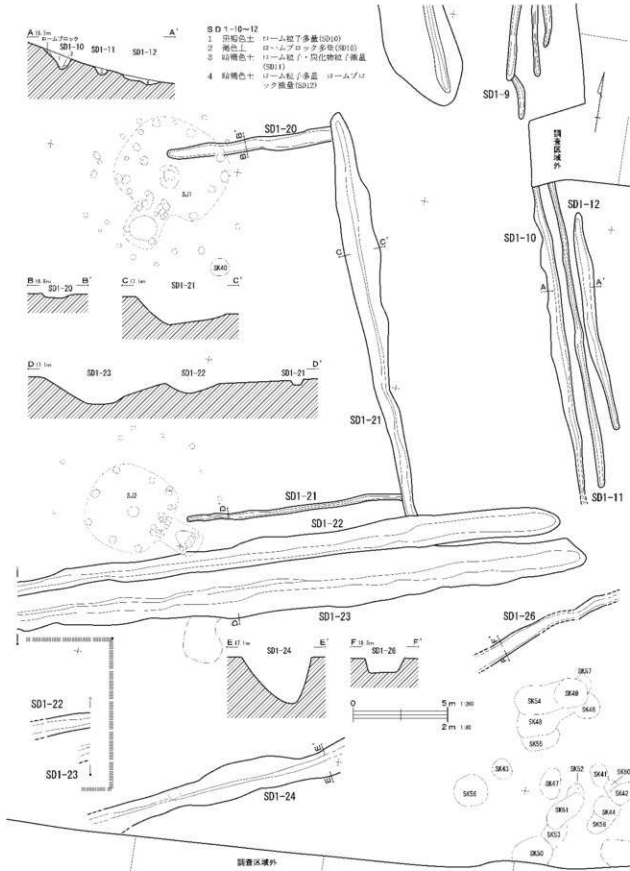 A 16.7m A'
ロームブロック
SD1-10
SD1-11
SD1-12
2
SD1-10~12
1 黒褐色土 ローム粒子多量(SD10)
2 褐色土 ロームブロック多量(SD10)
3 暗褐色土 ローム粒子・炭化物粒子微量
(SD11)
4 暗褐色土 ローム粒子多量 ロームブロ
ック微量(SD12)
SD1-9
調査区域外
SD1-20
B B'
SJ1
SK40
SD1-12
SD1-10
A A'
C C'
B B'
SD1-20
C 17.1m C'
SD1-21
D 17.1m D'
SD1-23
SD1-22
SD1-21
SD1-21
SD1-11
SJ2
SD1-21
D'
SD1-22
SD1-23
D
SD1-26
F F'
E 17.1m E'
SD1-24
F F'
SD1-26
0 5m 1:200
2m 1:80
SD1-22
SD1-23
SD1-24
E E'
SK57
SK54
SK49
SK46
SK48
SK55
SK43
SK52
SK41
SK47
SK42
SK44
SK53
SK50
調査区域外